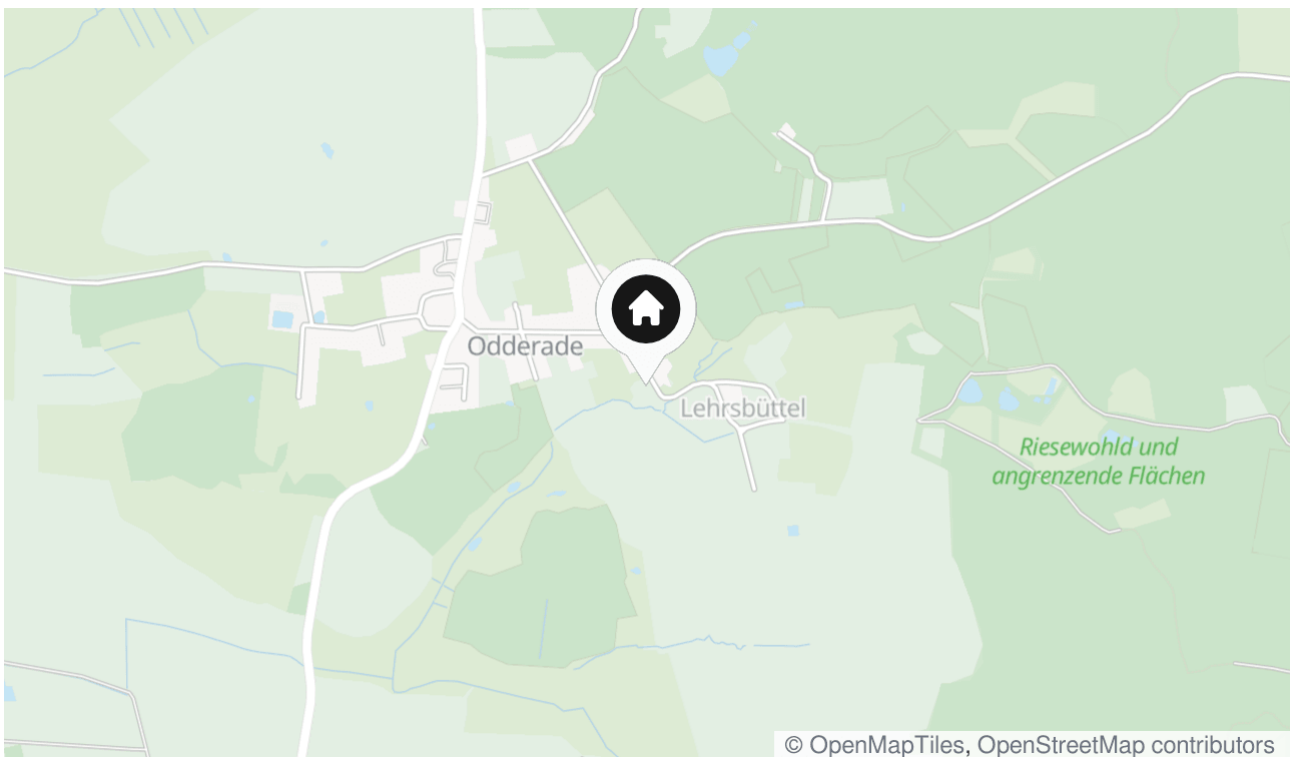 Odderade
Lehrsbüttel
Riesewohld und
angrenzende Flächen
© OpenMapTiles, OpenStreetMap contributors